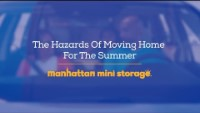 The Hazards Of Moving Home
For The Summer
manhattan mini storage